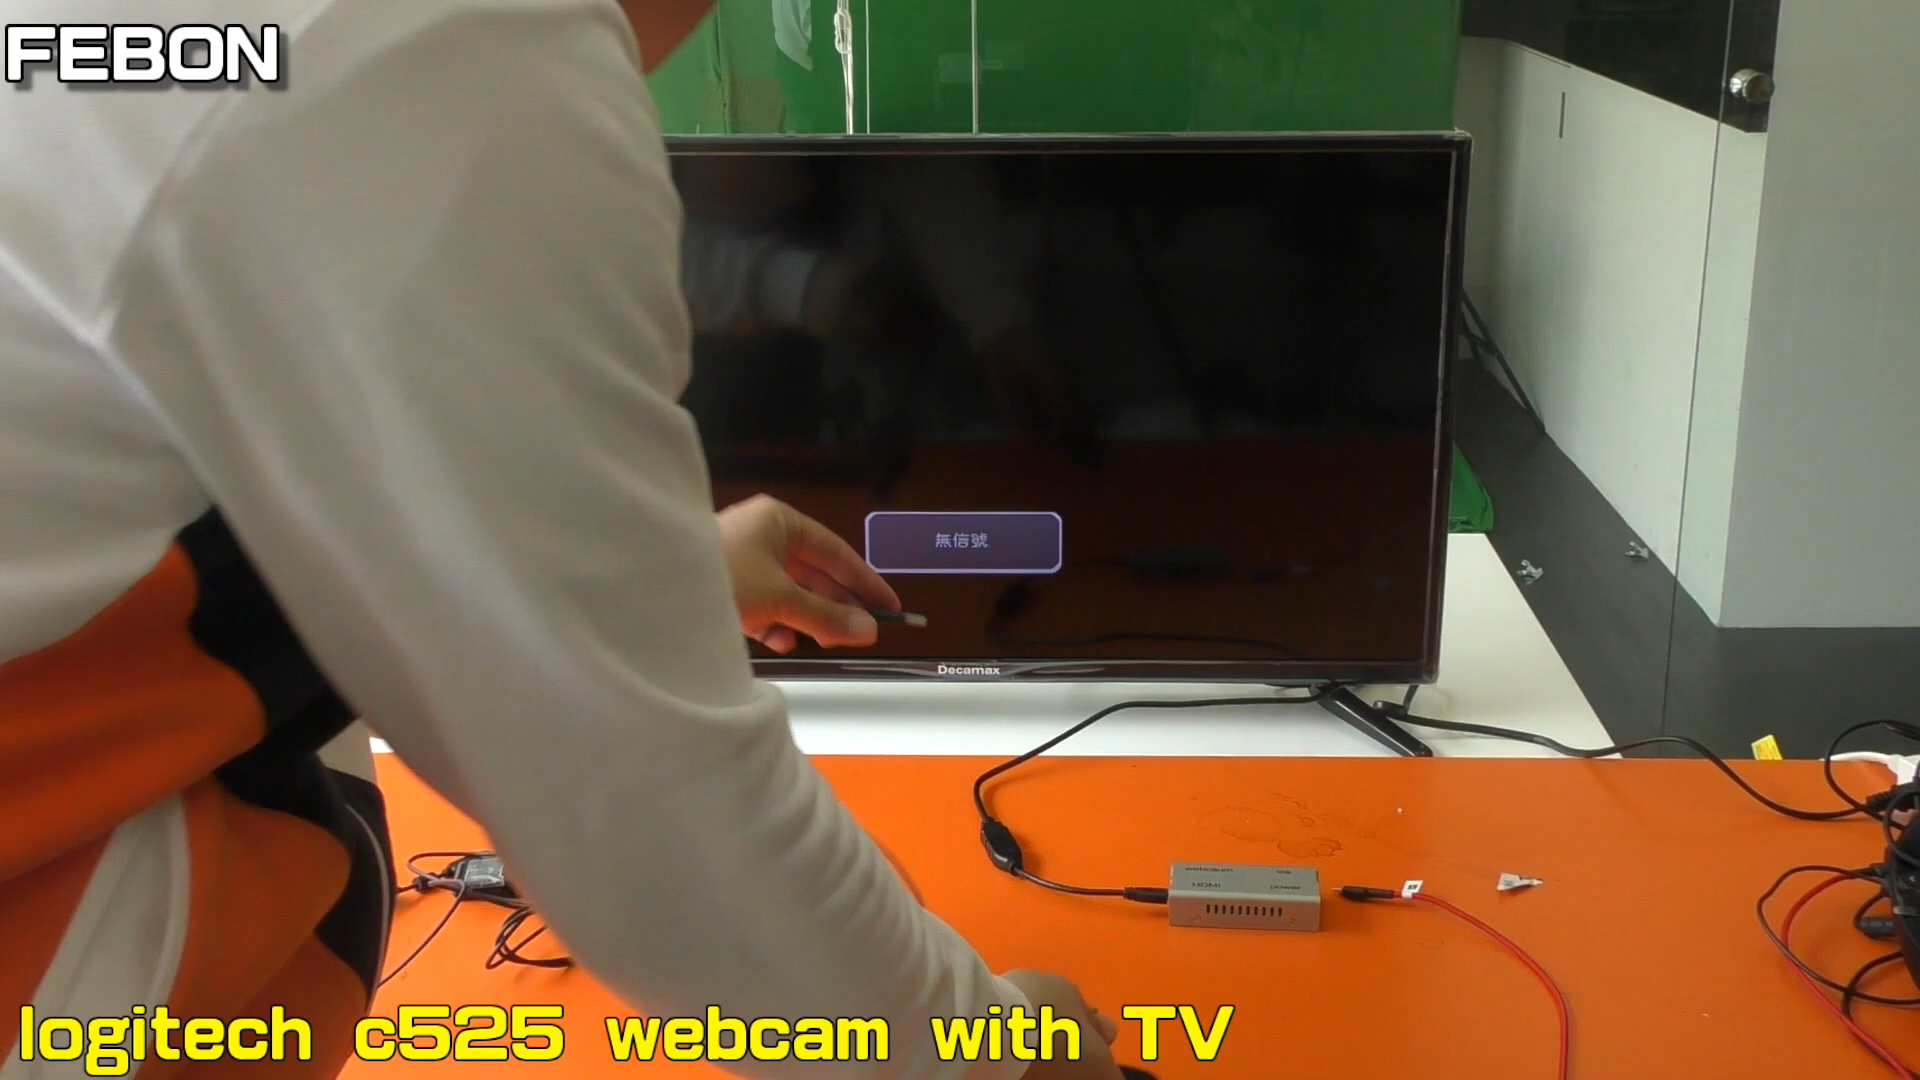 FEBON
無信號
Decamax
webcam
HDMI
power
logitech c525 webcam with TV